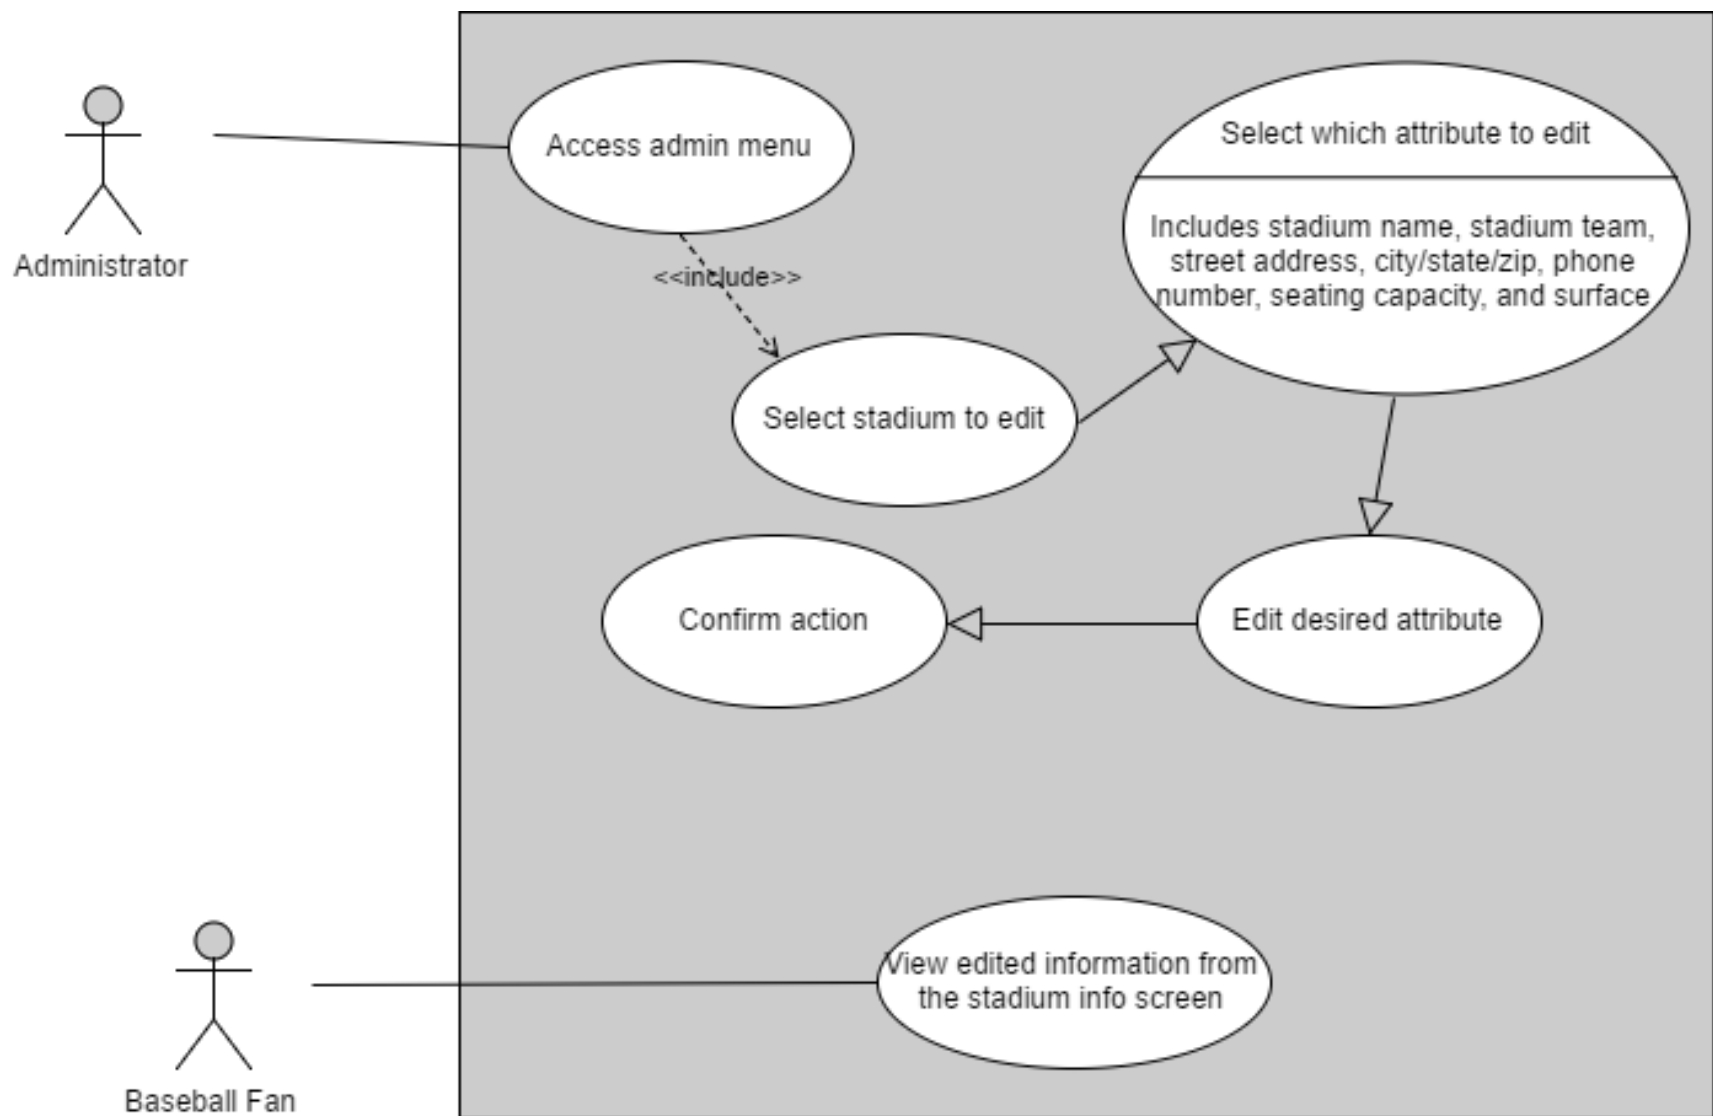 Access admin menu
Select which attribute to edit
Includes stadium name, stadium team,
street address, city/state/zip, phone
number, seating capacity, and surface
Administrator
<<include>>
Select stadium to edit
Confirm action
Edit desired attribute
View edited information from
the stadium info screen
Baseball Fan